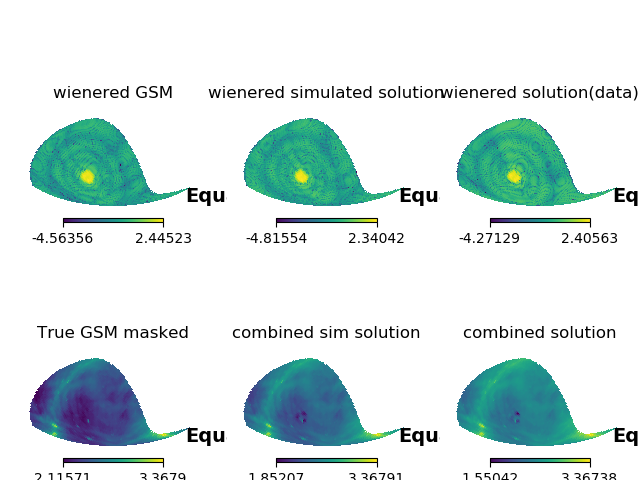 wienered GSM
wienered simulated solution
wienered solution(data)
Equ
Equ
Eq
-4.56356 2.44523
-4.81554 2.34042
-4.27129 2.40563
True GSM masked
combined sim solution
combined solution
Equ
Equ
Eq
2.11571 3.3679
1.85207 3.36791
1.55042 3.36738